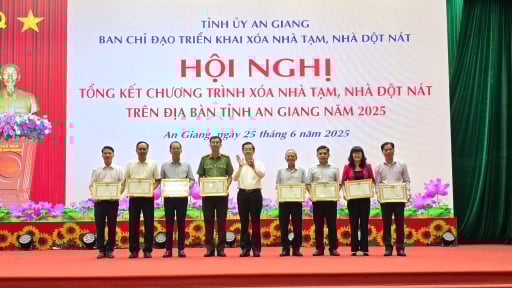 TỈNH ỦY AN GIANG
BAN CHỈ ĐẠO TRIỂN KHAI XÓA NHÀ TẠM, NHÀ DỘT NÁT
HỘI NGHỊ
TỔNG KẾT CHƯƠNG TRÌNH XÓA NHÀ TẠM, NHÀ DỘT NÁT
TRÊN ĐỊA BÀN TỈNH AN GIANG NĂM 2025
An Giang, ngày 25 tháng 6 năm 2025